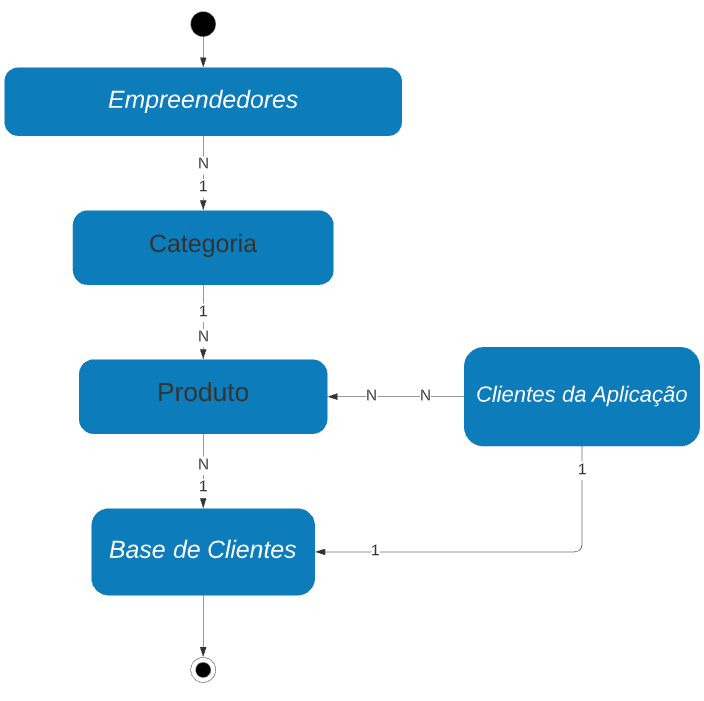 Empreendedores
N
1
Categoria
1
N
Produto
N
N
Clientes da Aplicação
N
1
1
Base de Clientes
1